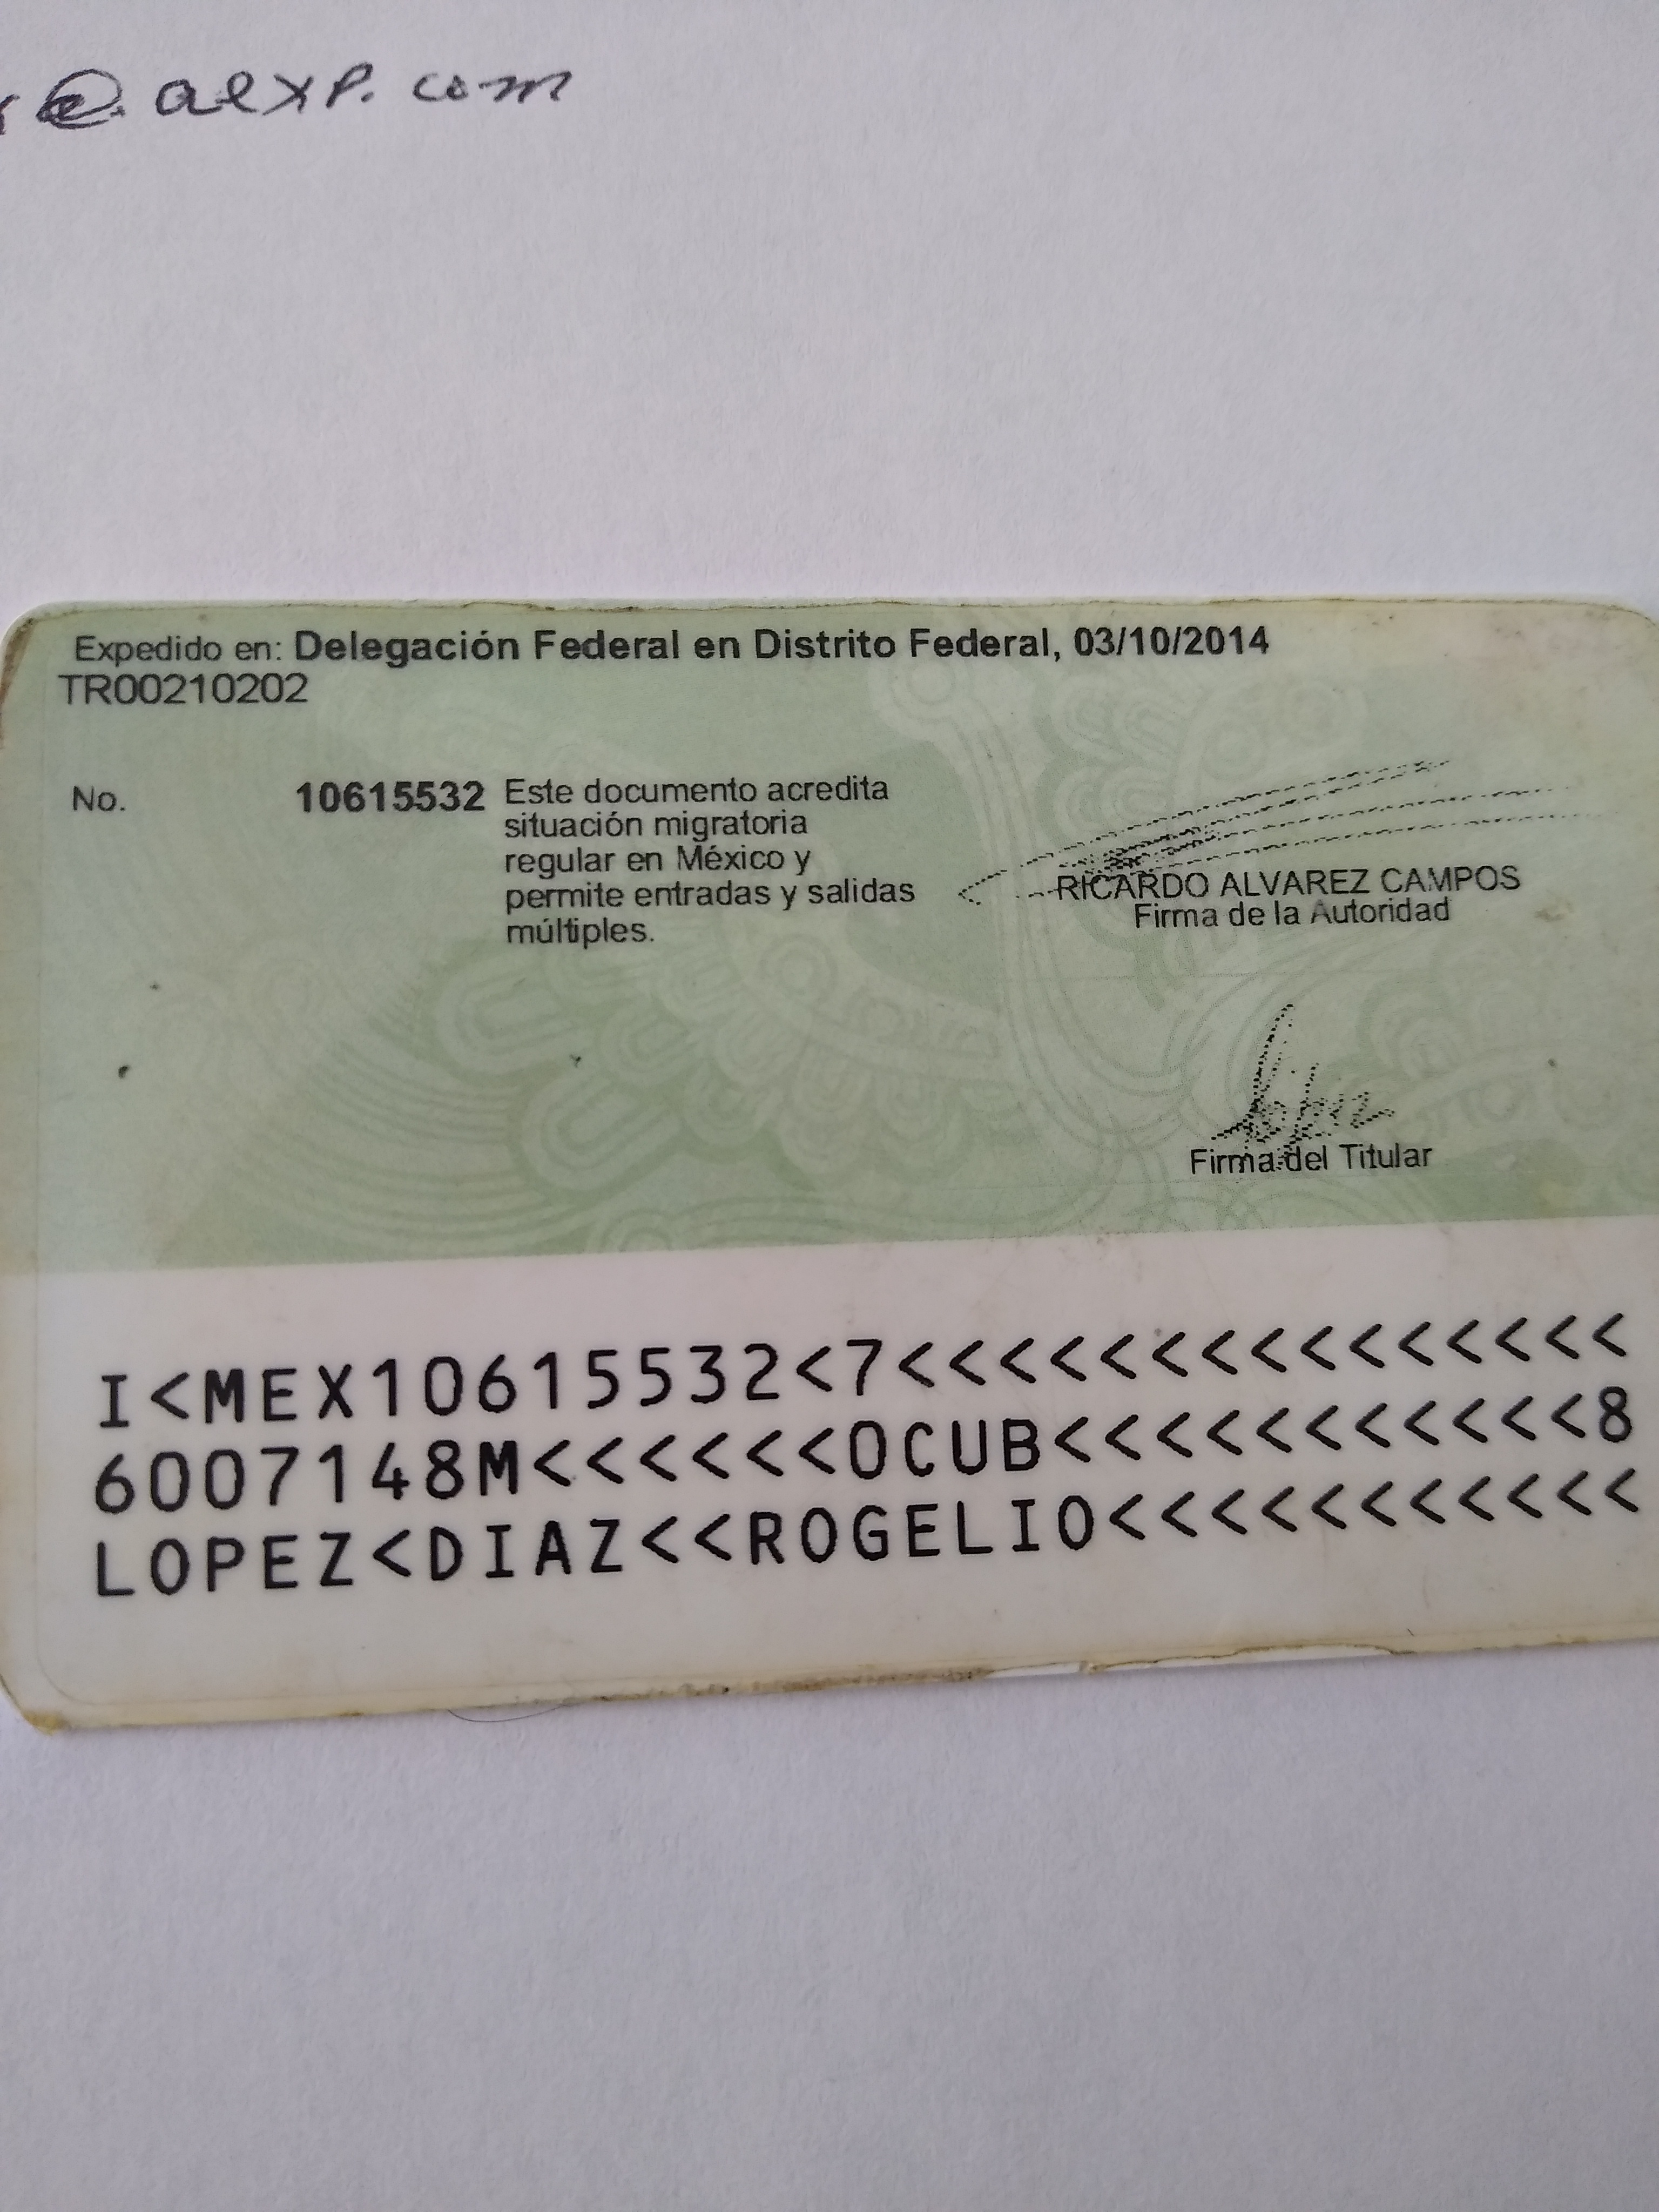 @aexp.com
Expedido en: Delegación Federal en Distrito Federal, 03/10/2014
TR00210202
No. 10615532
Este documento acredita
situación migratoria
regular en México y
permite entradas y salidas
múltiples.
RICARDO ALVAREZ CAMPOS
Firma de la Autoridad
Firma del Titular
I<MEX10615532<7<<<<<<<<<<<<<<<
6007148M<<<<<<0CUB<<<<<<<<<<<8
LOPEZ<DIAZ<<ROGELIO<<<<<<<<<<<